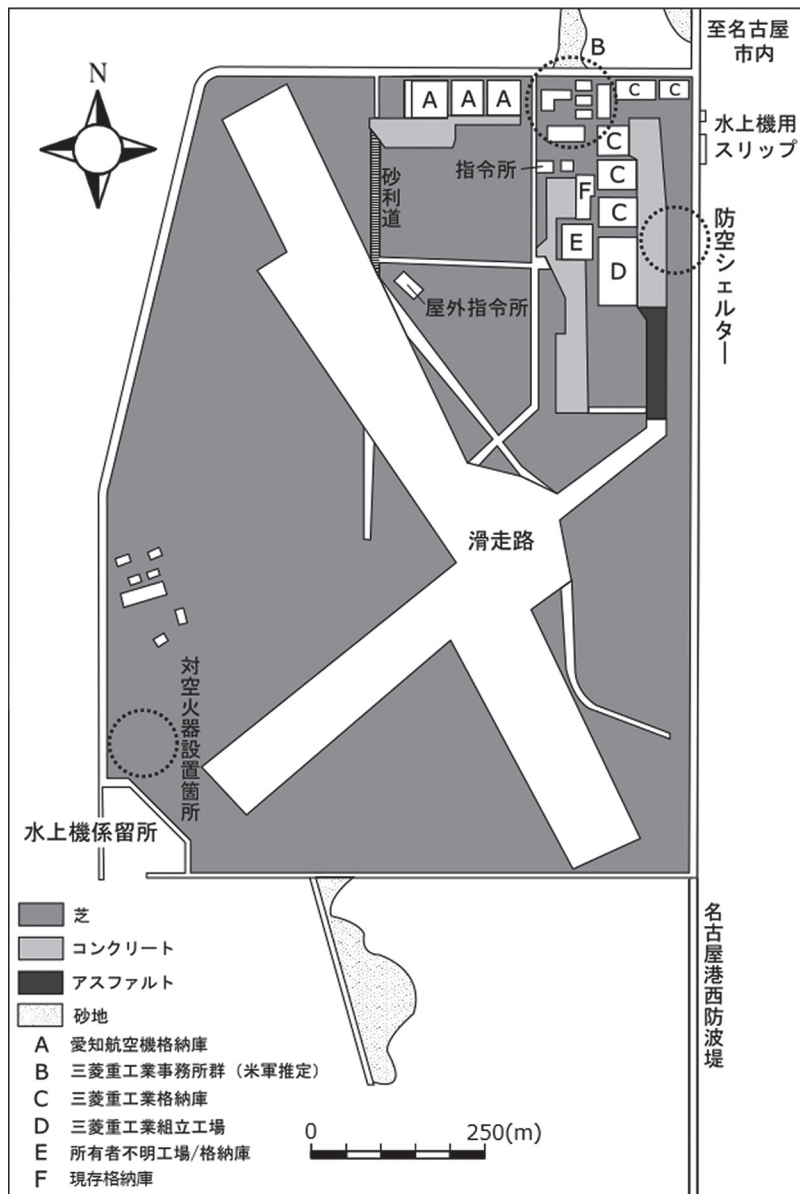 至名古屋
市内
N
B
A
A
A
C
C
水上機用
スリップ
C
指令所
砂利道
C
F
C
防空シェルター
E
D
屋外指令所
滑走路
対空火器設置箇所
水上機係留所
芝
コンクリート
アスファルト
砂地
A 愛知航空機格納庫
B 三菱重工業事務所群（米軍推定）
C 三菱重工業格納庫
D 三菱重工業組立工場
E 所有者不明工場/格納庫
F 現存格納庫
名古屋港西防波堤
0 250(m)